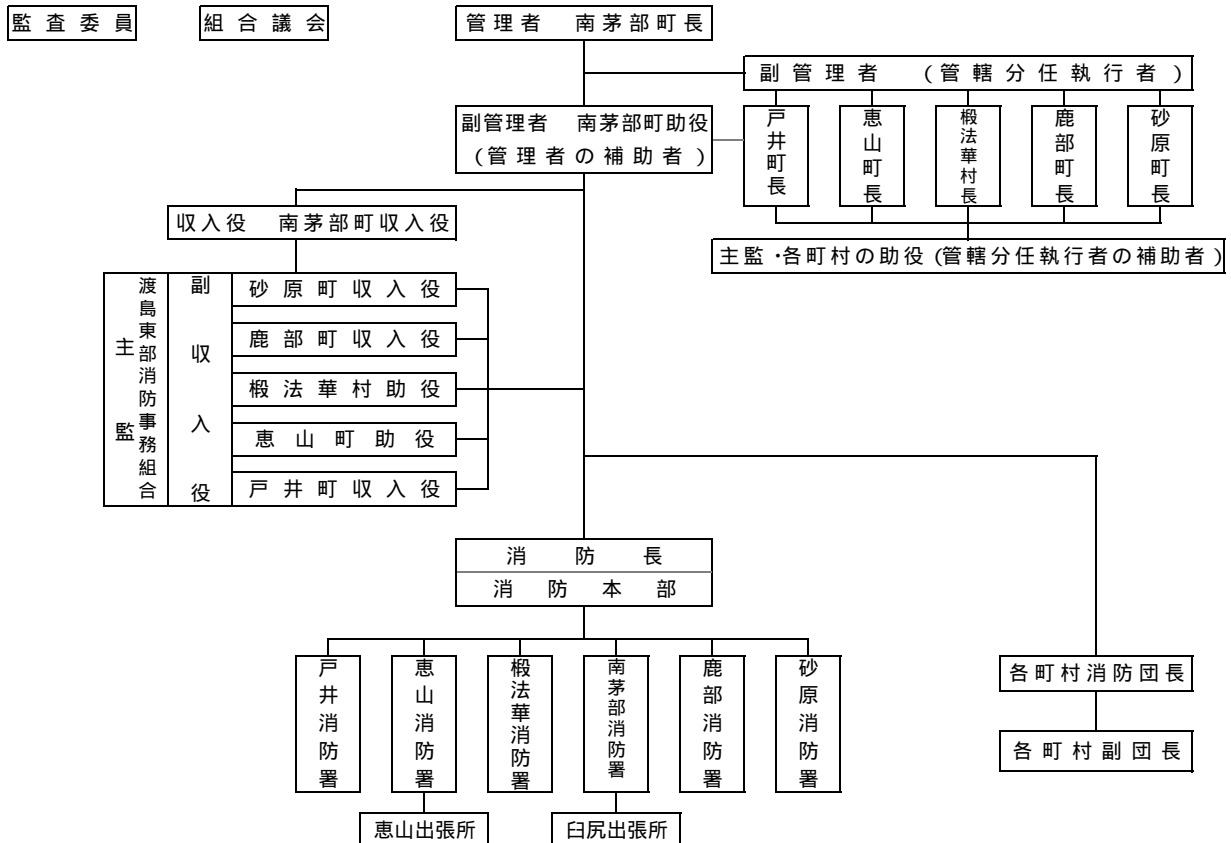 監査委員
組合議会
管理者 南茅部町長
副管理者 (管轄分任執行者)
副管理者 南茅部町助役
(管理者の補助者)
戸井町長
恵山町長
椴法華村長
鹿部町長
砂原町長
収入役 南茅部町収入役
主監・各町村の助役(管轄分任執行者の補助者)
渡島東部消防事務組合
主監
副収入役
砂原町収入役
鹿部町収入役
椴法華村助役
恵山町助役
戸井町収入役
消防長
消防本部
戸井消防署
恵山消防署
椴法華消防署
南茅部消防署
鹿部消防署
砂原消防署
各町村消防団長
各町村副団長
恵山出張所
臼尻出張所